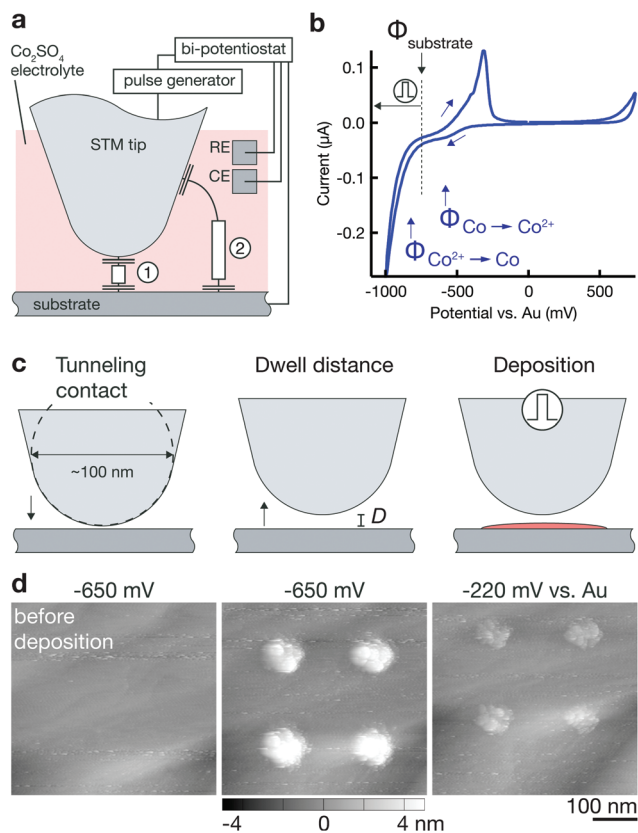 a
Co2SO4
electrolyte
bi-potentiostat
pulse generator
STM tip
RE
CE
1
2
substrate
b
Φsubstrate
0.1
0.0
-0.1
-0.2
Current (µA)
ΦCo → Co2+
ΦCo2+ → Co
-1000
-500
0
500
Potential vs. Au (mV)
c
Tunneling
contact
Dwell distance
Deposition
~100 nm
D
d
-650 mV
-650 mV
-220 mV vs. Au
before
deposition
-4
0
4 nm
100 nm